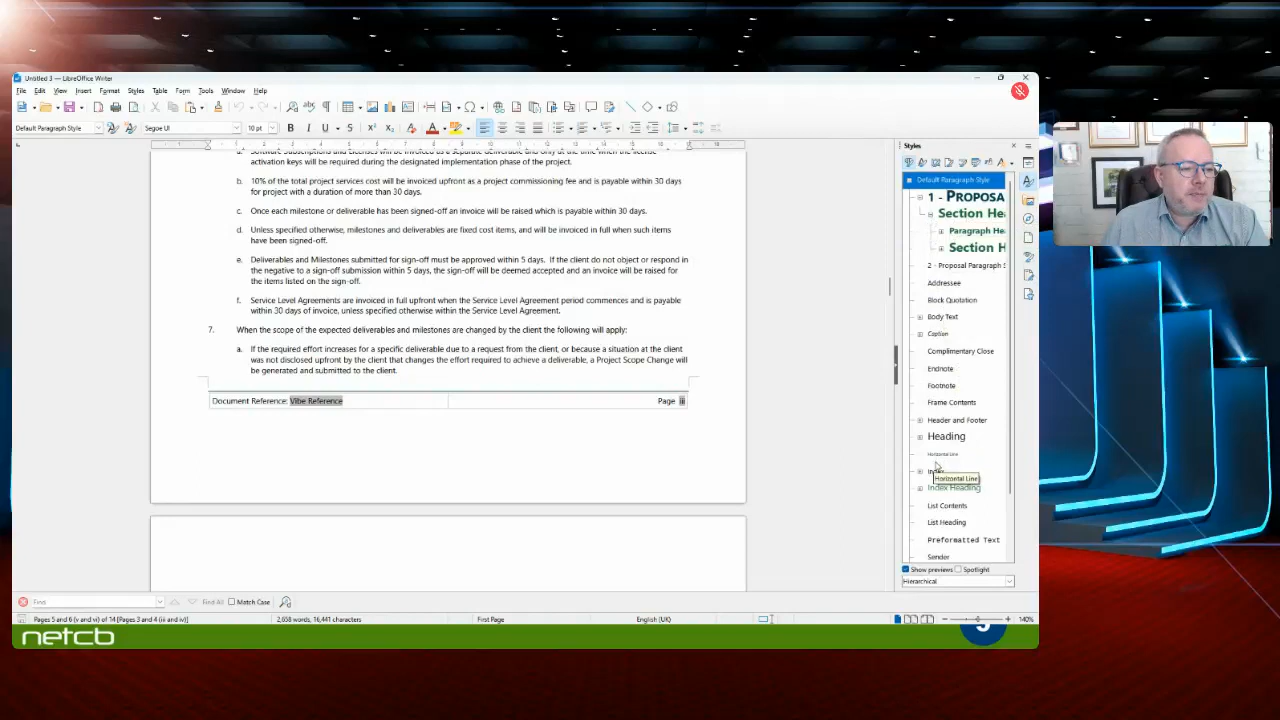 Untitled 3 — LibreOffice Writer
File Edit View Insert Format Styles Table Form Tools Window Help
Default Paragraph Style Segoe UI 10 pt
Styles
activation keys will be required during the designated implementation phase of the project.
b. 10% of the total project services cost will be invoiced upfront as a project commissioning fee and is payable within 30 days
for project with a duration of more than 30 days.
c. Once each milestone or deliverable has been signed-off an invoice will be raised which is payable within 30 days.
d. Unless specified otherwise, milestones and deliverables are fixed cost items, and will be invoiced in full when such items
have been signed-off.
e. Deliverables and Milestones submitted for sign-off must be approved within 5 days. If the client do not object or respond in
the negative to a sign-off submission within 5 days, the sign-off will be deemed accepted and an invoice will be raised for
the items listed on the sign-off.
f. Service Level Agreements are invoiced in full upfront when the Service Level Agreement period commences and is payable
within 30 days of invoice, unless specified otherwise within the Service Level Agreement.
7. When the scope of the expected deliverables and milestones are changed by the client the following will apply:
a. If the required effort increases for a specific deliverable due to a request from the client, or because a situation at the client
was not disclosed upfront by the client that changes the effort required to achieve a deliverable, a Project Scope Change will
be generated and submitted to the client.
Document Reference: Vibe Reference Page iii
Default Paragraph Style
1 - PROPOSA
Section He
Paragraph He
Section H
2 - Proposal Paragraph S
Addressee
Block Quotation
Body Text
Caption
Complimentary Close
Endnote
Footnote
Frame Contents
Header and Footer
Heading
Horizontal Line
Index
Horizontal Line
Index Heading
List Contents
List Heading
Preformatted Text
Sender
Show previews Spotlight
Hierarchical
Find Find All Match Case
Pages 5 and 6 (v and vi) of 14 [Pages 3 and 4 (iii and iv)] 2,658 words, 16,441 characters First Page English (UK) 140%
netcb